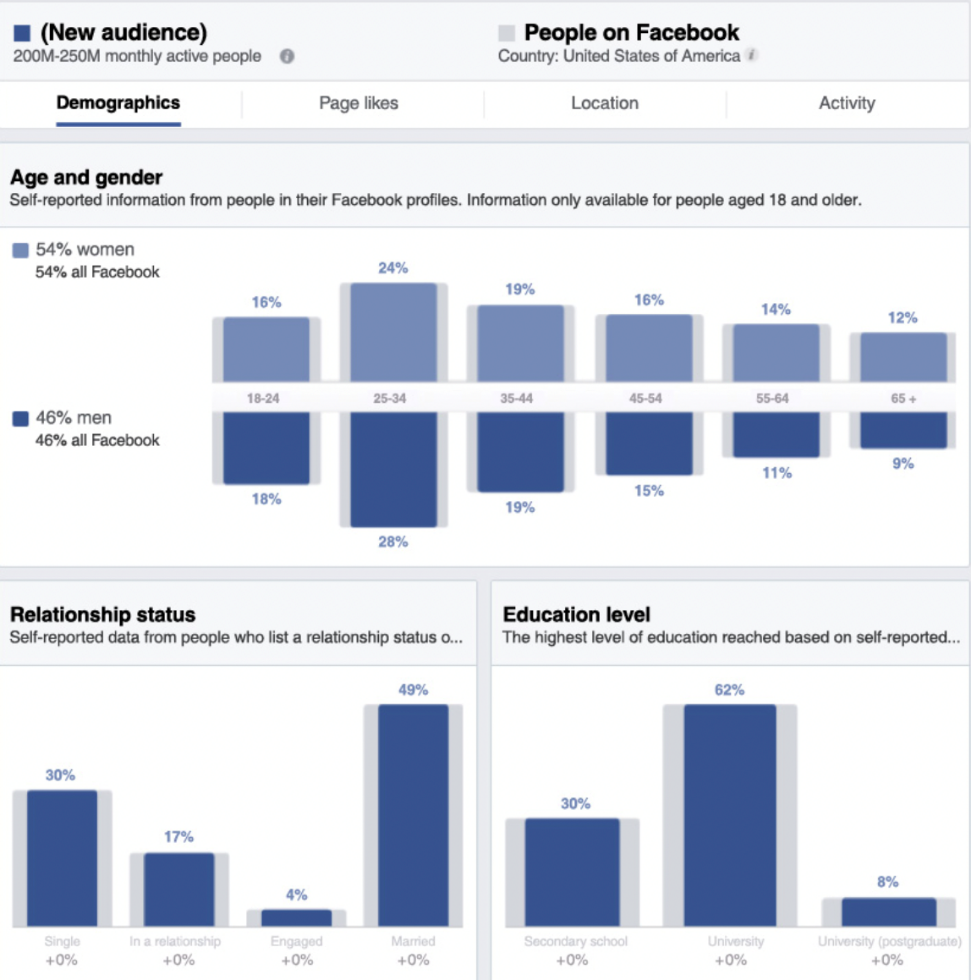 (New audience)
200M-250M monthly active people
People on Facebook
Country: United States of America
Demographics
Page likes
Location
Activity
Age and gender
Self-reported information from people in their Facebook profiles. Information only available for people aged 18 and older.
54% women
54% all Facebook
16%
24%
19%
16%
14%
12%
18-24
25-34
35-44
45-54
55-64
65 +
46% men
46% all Facebook
18%
28%
19%
15%
11%
9%
Relationship status
Self-reported data from people who list a relationship status o...
30%
17%
4%
49%
Single
In a relationship
Engaged
Married
+0%
+0%
+0%
+0%
Education level
The highest level of education reached based on self-reported...
30%
62%
8%
Secondary school
University
University (postgraduate)
+0%
+0%
+0%